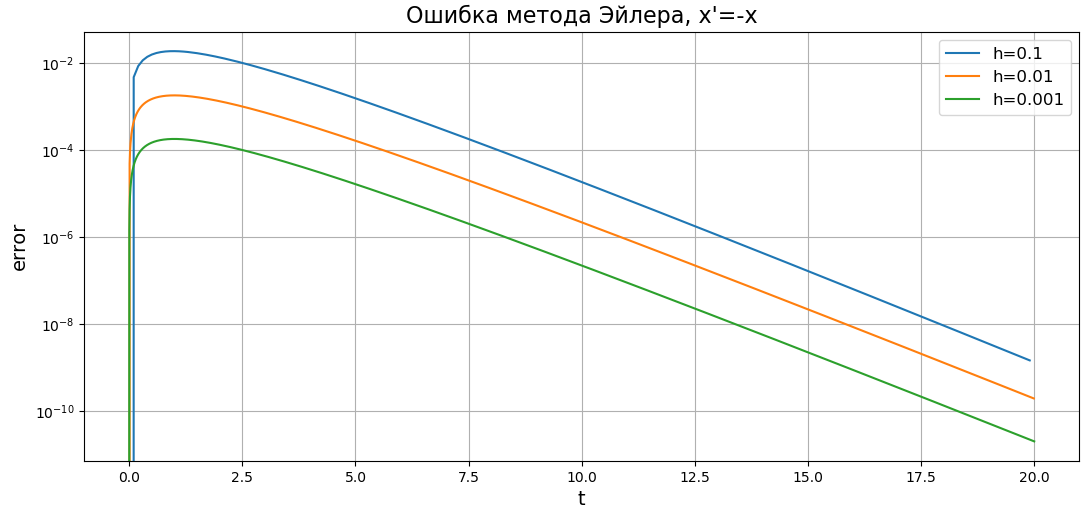 Ошибка метода Эйлера, x'=-x
h=0.1
h=0.01
h=0.001
error
10⁻²
10⁻⁴
10⁻⁶
10⁻⁸
10⁻¹⁰
0.0 2.5 5.0 7.5 10.0 12.5 15.0 17.5 20.0
t